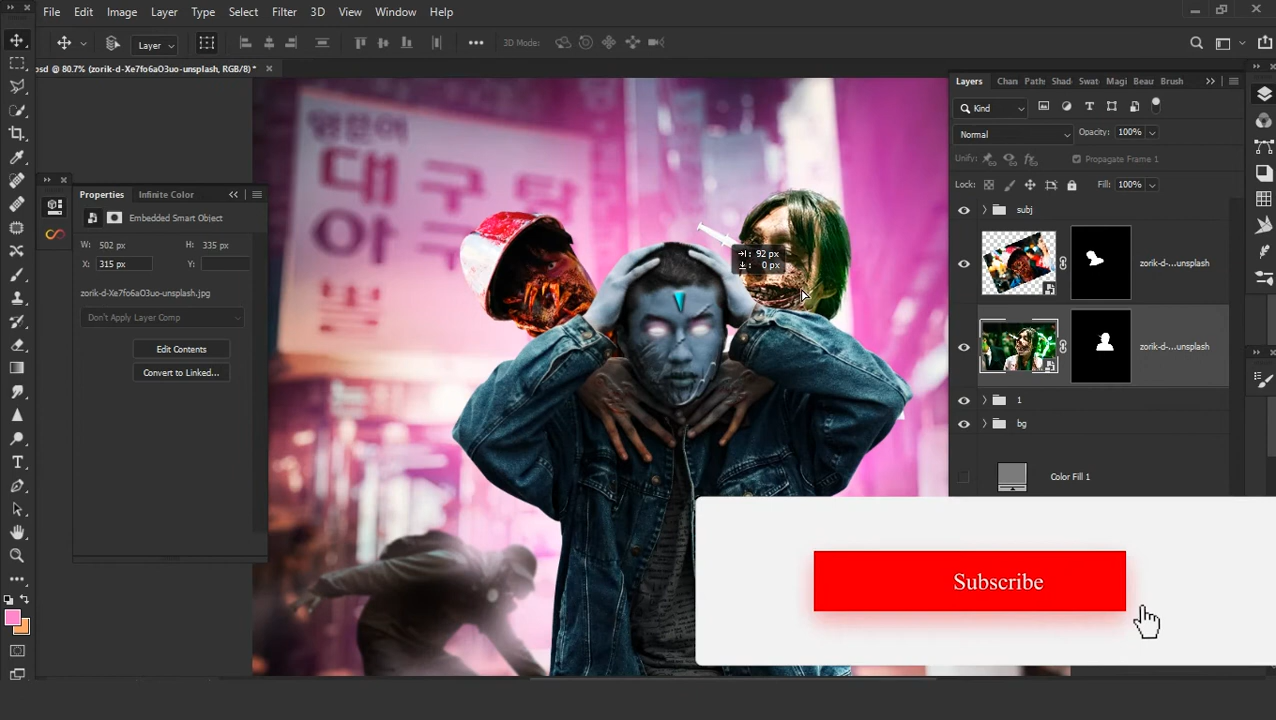 File Edit Image Layer Type Select Filter 3D View Window Help
Layer
3D Mode:
psd @ 80.7% (zorik-d-Xe7fo6aO3uo-unsplash, RGB/8) *
Layers Chan Paths Shad Swat Magi Beau Brush
Kind
Normal Opacity: 100%
Unify: Propagate Frame 1
Lock: Fill: 100%
subj
zorik-d-...unsplash
zorik-d-...unsplash
1
bg
Color Fill 1
Properties Infinite Color
Embedded Smart Object
W: 502 px H: 335 px
X: 315 px Y:
zorik-d-Xe7fo6aO3uo-unsplash.jpg
Don't Apply Layer Comp
Edit Contents
Convert to Linked...
대구탕
아구
: 92 px
: 0 px
Subscribe